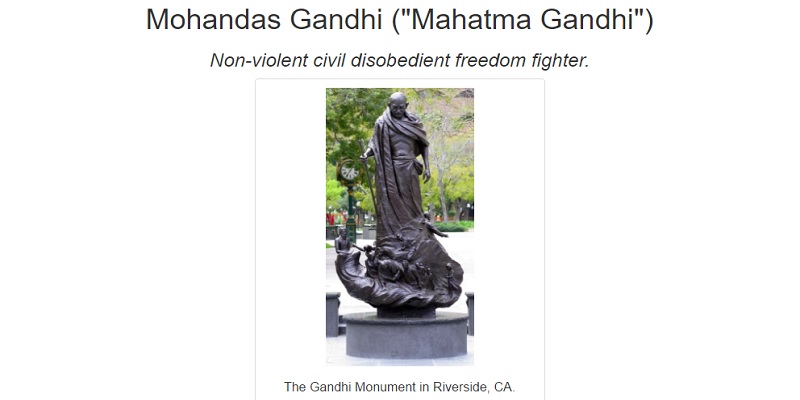 Mohandas Gandhi ("Mahatma Gandhi")
Non-violent civil disobedient freedom fighter.
The Gandhi Monument in Riverside, CA.